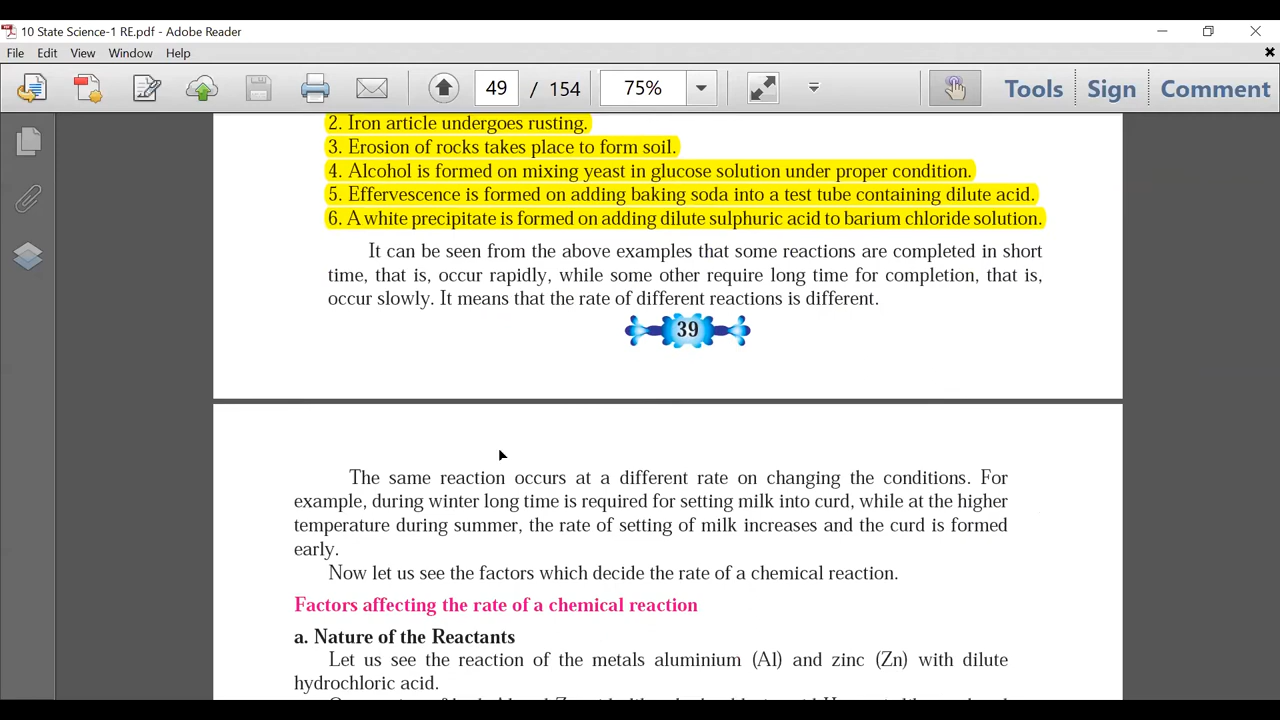 10 State Science-1 RE.pdf - Adobe Reader
File Edit View Window Help
49 / 154 75% Tools Sign Comment
2. Iron article undergoes rusting.
3. Erosion of rocks takes place to form soil.
4. Alcohol is formed on mixing yeast in glucose solution under proper condition.
5. Effervescence is formed on adding baking soda into a test tube containing dilute acid.
6. A white precipitate is formed on adding dilute sulphuric acid to barium chloride solution.
It can be seen from the above examples that some reactions are completed in short
time, that is, occur rapidly, while some other require long time for completion, that is,
occur slowly. It means that the rate of different reactions is different.
39
The same reaction occurs at a different rate on changing the conditions. For
example, during winter long time is required for setting milk into curd, while at the higher
temperature during summer, the rate of setting of milk increases and the curd is formed
early.
Now let us see the factors which decide the rate of a chemical reaction.
Factors affecting the rate of a chemical reaction
a. Nature of the Reactants
Let us see the reaction of the metals aluminium (Al) and zinc (Zn) with dilute
hydrochloric acid.